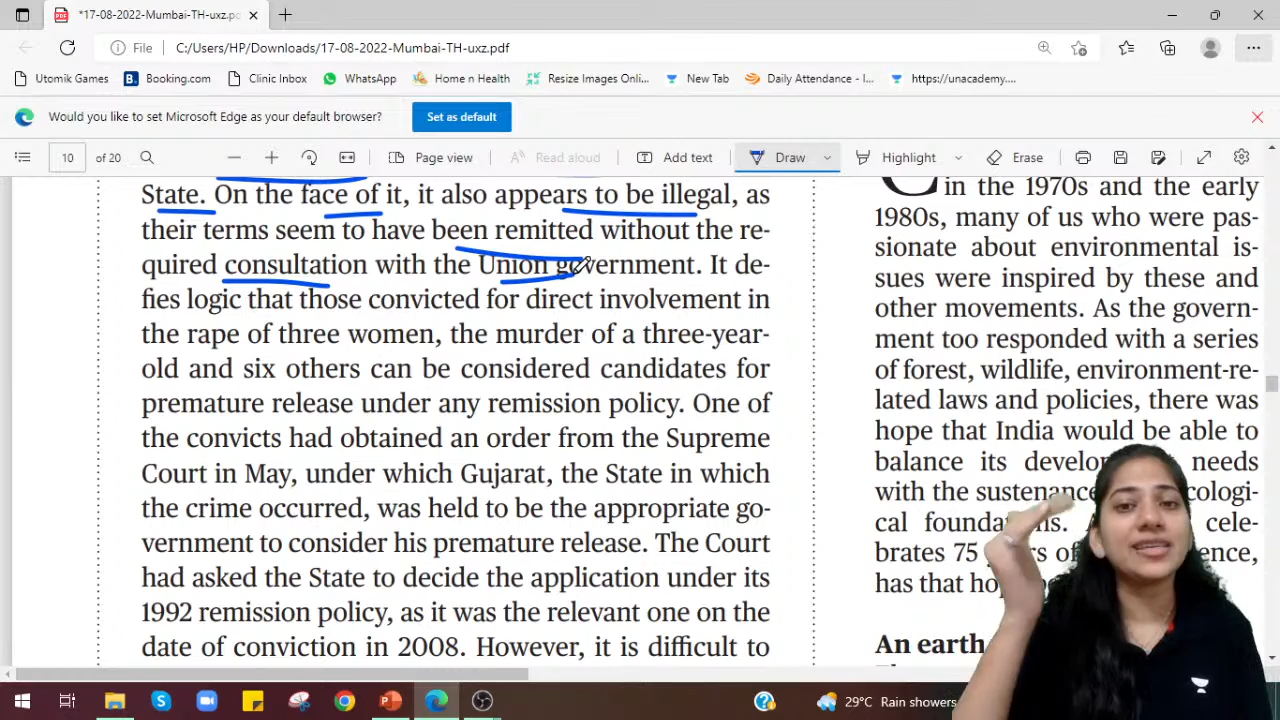 *17-08-2022-Mumbai-TH-uxz.pdf
File
C:/Users/HP/Downloads/17-08-2022-Mumbai-TH-uxz.pdf
Utomik Games
B.
Booking.com
Clinic Inbox
WhatsApp
Home n Health
Resize Images Onli...
New Tab
Daily Attendance - I...
https://unacademy....
Would you like to set Microsoft Edge as your default browser?
Set as default
10
of 20
Page view
Read aloud
Add text
Draw
Highlight
Erase
State. On the face of it, it also appears to be illegal, as
their terms seem to have been remitted without the re-
quired consultation with the Union government. It de-
fies logic that those convicted for direct involvement in
the rape of three women, the murder of a three-year-
old and six others can be considered candidates for
premature release under any remission policy. One of
the convicts had obtained an order from the Supreme
Court in May, under which Gujarat, the State in which
the crime occurred, was held to be the appropriate go-
vernment to consider his premature release. The Court
had asked the State to decide the application under its
1992 remission policy, as it was the relevant one on the
date of conviction in 2008. However, it is difficult to
in the 1970s and the early
1980s, many of us who were pas-
sionate about environmental is-
sues were inspired by these and
other movements. As the govern-
ment too responded with a series
of forest, wildlife, environment-re-
lated laws and policies, there was
hope that India would be able to
balance its needs
with the
cal cele-
brates 75 of
has that
An earth
29°C Rain showers